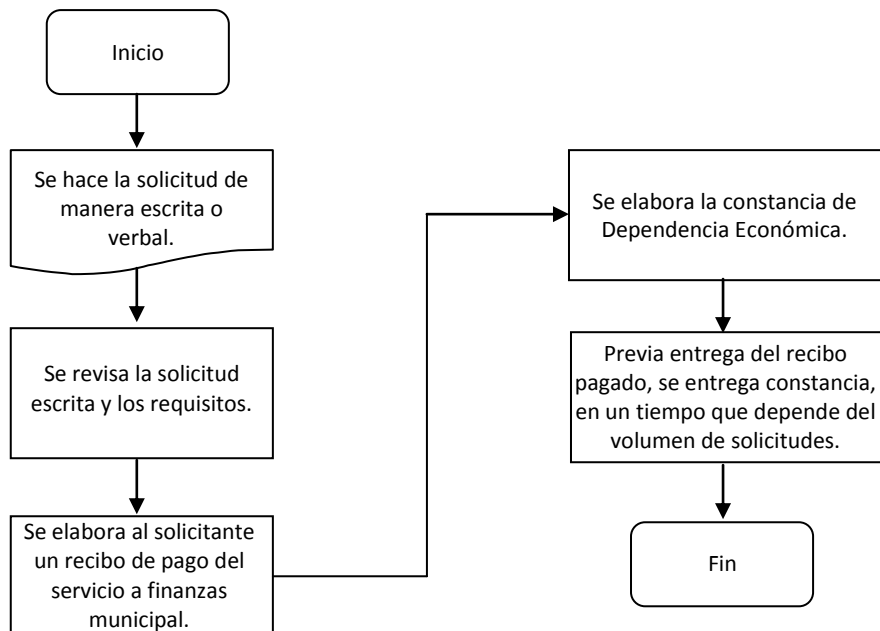 Inicio
Se hace la solicitud de
manera escrita o
verbal.
Se revisa la solicitud
escrita y los requisitos.
Se elabora al solicitante
un recibo de pago del
servicio a finanzas
municipal.
Se elabora la constancia de
Dependencia Económica.
Previa entrega del recibo
pagado, se entrega constancia,
en un tiempo que depende del
volumen de solicitudes.
Fin